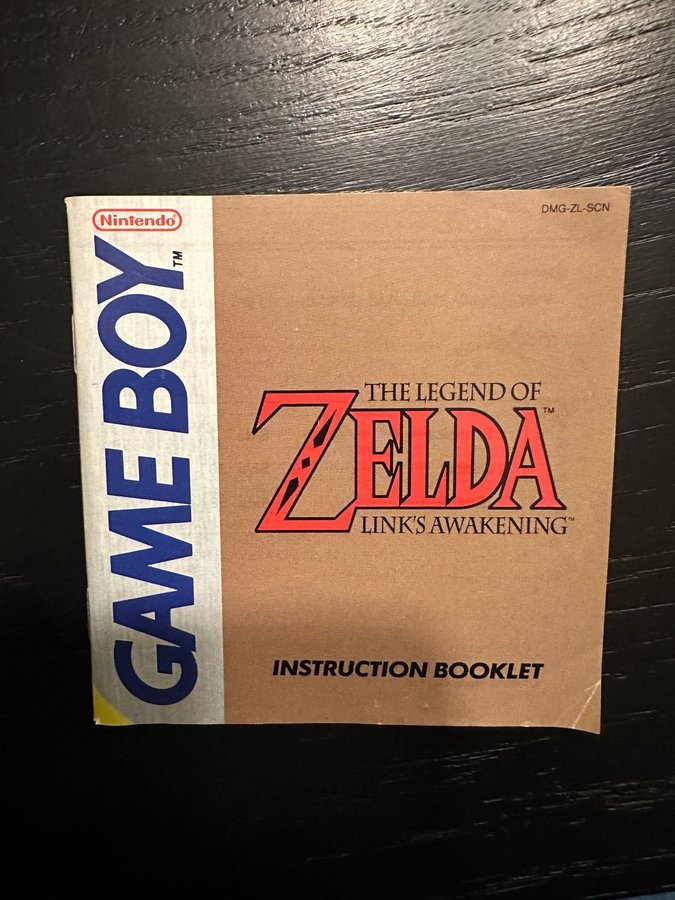 Nintendo
GAME BOY™
DMG-ZL-SCN
THE LEGEND OF
ZELDA™
LINK'S AWAKENING™
INSTRUCTION BOOKLET